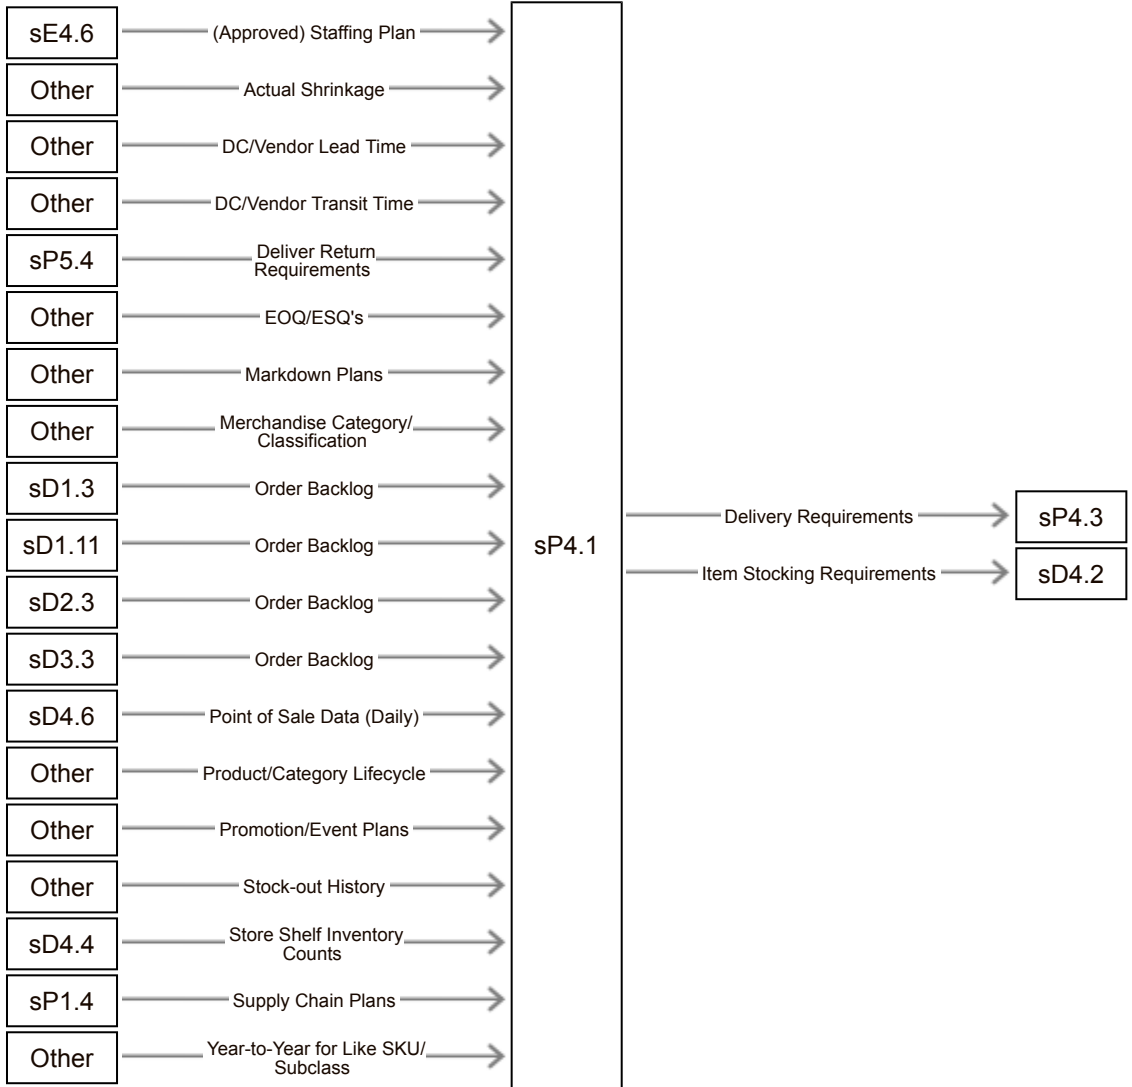 sE4.6
(Approved) Staffing Plan
Other
Actual Shrinkage
Other
DC/Vendor Lead Time
Other
DC/Vendor Transit Time
sP5.4
Deliver Return
Requirements
Other
EOQ/ESQ's
Other
Markdown Plans
Other
Merchandise Category/
Classification
sD1.3
Order Backlog
sD1.11
Order Backlog
sD2.3
Order Backlog
sD3.3
Order Backlog
sD4.6
Point of Sale Data (Daily)
Other
Product/Category Lifecycle
Other
Promotion/Event Plans
Other
Stock-out History
sD4.4
Store Shelf Inventory
Counts
sP1.4
Supply Chain Plans
Other
Year-to-Year for Like SKU/
Subclass
sP4.1
Delivery Requirements
sP4.3
Item Stocking Requirements
sD4.2